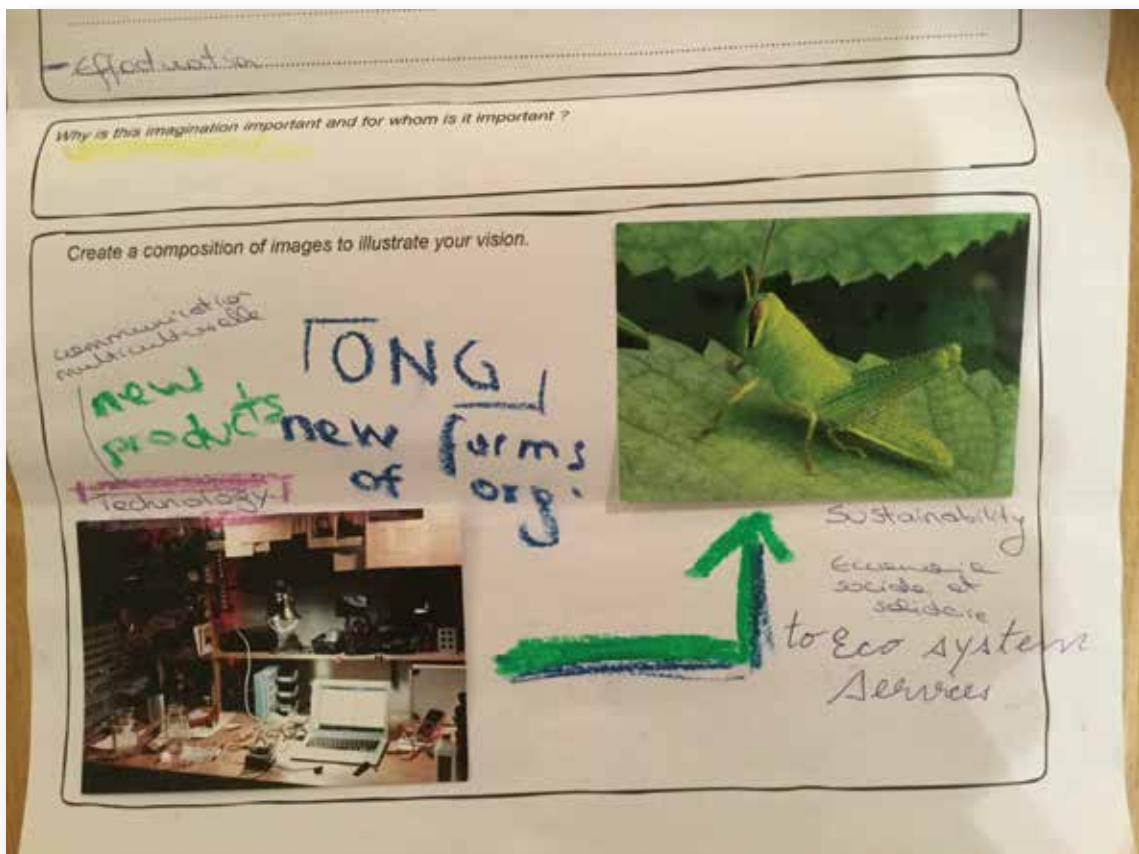 - Effectuation
Why is this imagination important and for whom is it important ?
Create a composition of images to illustrate your vision.
communication
multiculturelle
new
products
Technology
ONG
new forms
of org.
Sustainability
Economie
sociale et
solidaire
to Eco system
Services